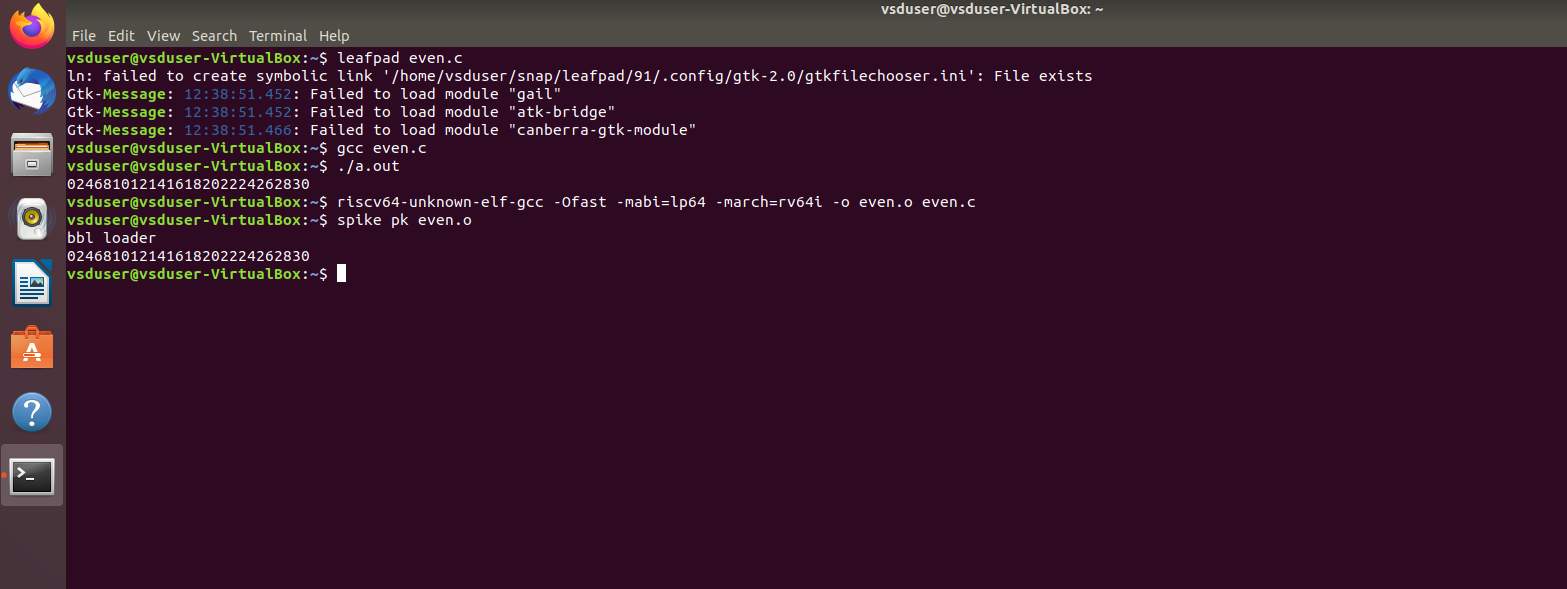 vsduser@vsduser-VirtualBox: ~
File Edit View Search Terminal Help
vsduser@vsduser-VirtualBox:~$ leafpad even.c
ln: failed to create symbolic link '/home/vsduser/snap/leafpad/91/.config/gtk-2.0/gtkfilechooser.ini': File exists
Gtk-Message: 12:38:51.452: Failed to load module "gail"
Gtk-Message: 12:38:51.452: Failed to load module "atk-bridge"
Gtk-Message: 12:38:51.466: Failed to load module "canberra-gtk-module"
vsduser@vsduser-VirtualBox:~$ gcc even.c
vsduser@vsduser-VirtualBox:~$ ./a.out
024681012141618202224262830
vsduser@vsduser-VirtualBox:~$ riscv64-unknown-elf-gcc -Ofast -mabi=lp64 -march=rv64i -o even.o even.c
vsduser@vsduser-VirtualBox:~$ spike pk even.o
bbl loader
024681012141618202224262830
vsduser@vsduser-VirtualBox:~$